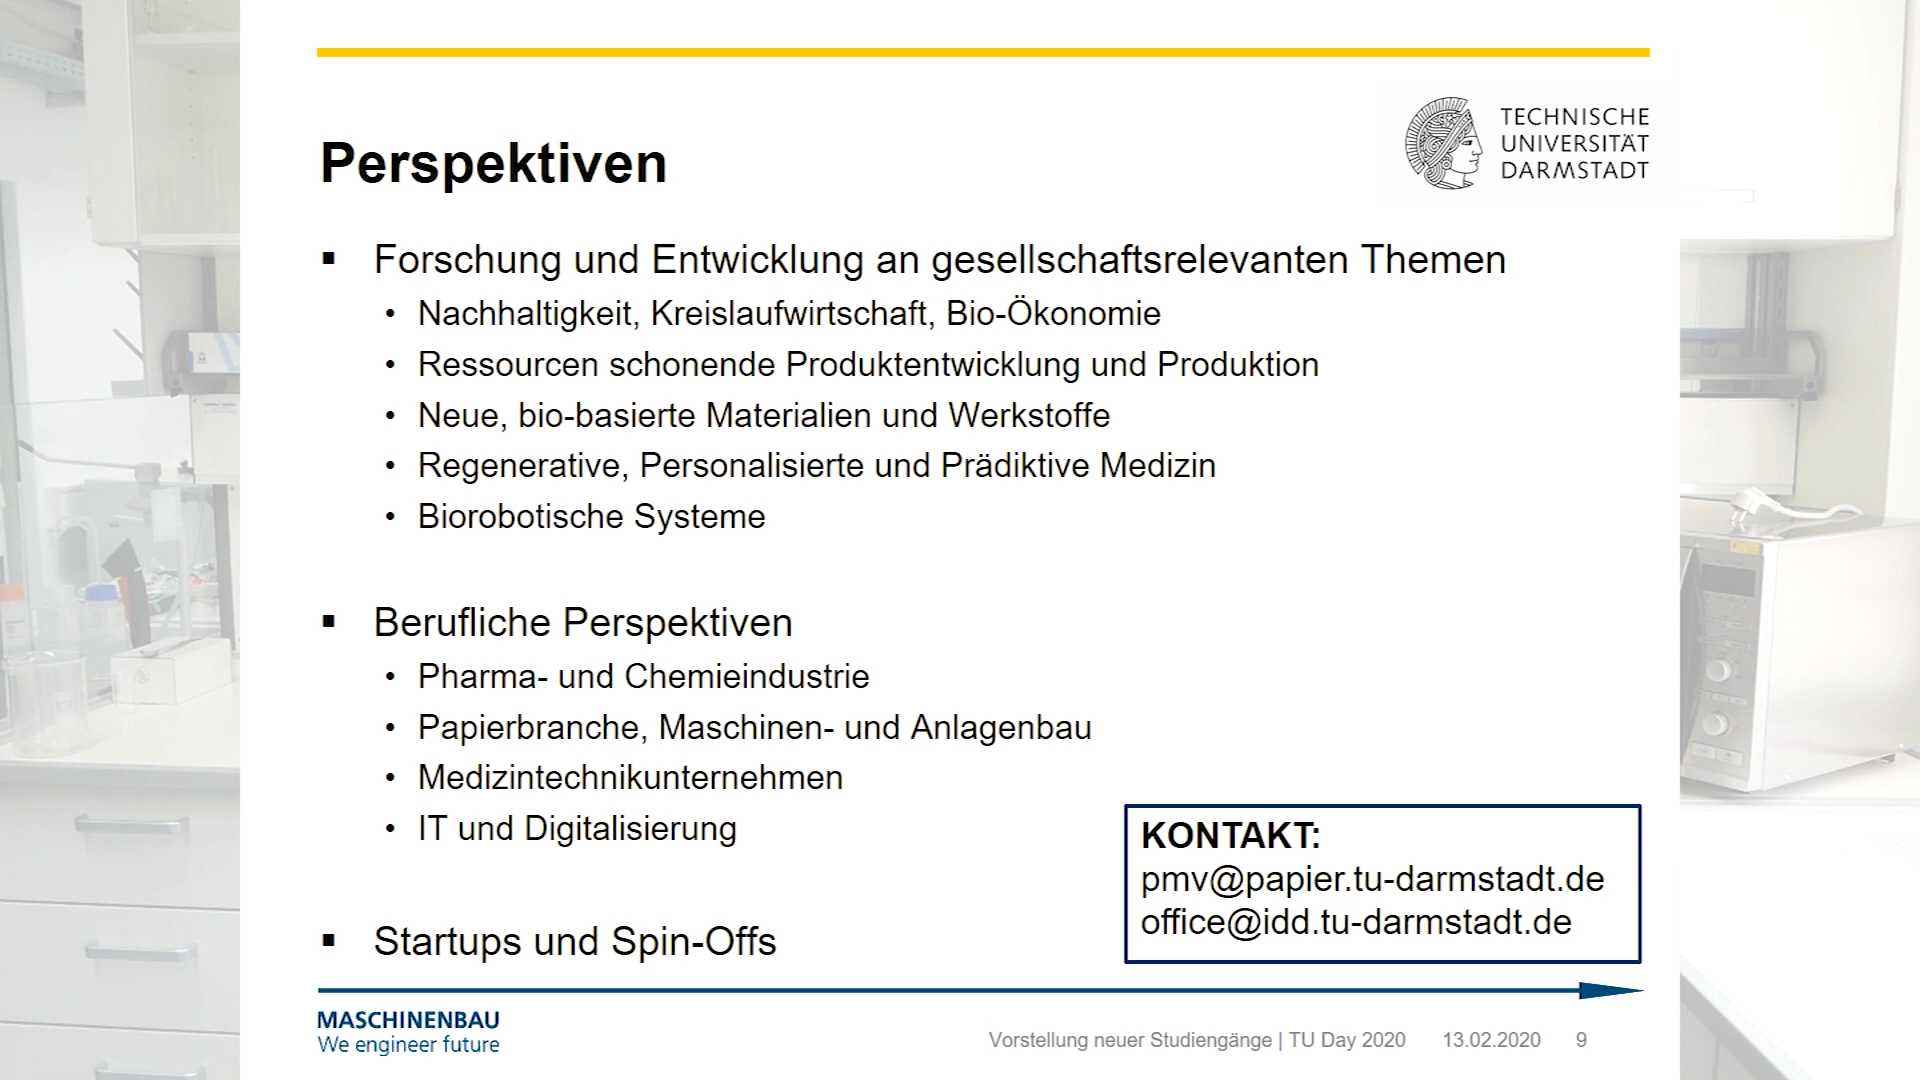 TECHNISCHE
UNIVERSITÄT
DARMSTADT
Perspektiven
▪ Forschung und Entwicklung an gesellschaftsrelevanten Themen
• Nachhaltigkeit, Kreislaufwirtschaft, Bio-Ökonomie
• Ressourcen schonende Produktentwicklung und Produktion
• Neue, bio-basierte Materialien und Werkstoffe
• Regenerative, Personalisierte und Prädiktive Medizin
• Biorobotische Systeme
▪ Berufliche Perspektiven
• Pharma- und Chemieindustrie
• Papierbranche, Maschinen- und Anlagenbau
• Medizintechnikunternehmen
• IT und Digitalisierung
▪ Startups und Spin-Offs
KONTAKT:
pmv@papier.tu-darmstadt.de
office@idd.tu-darmstadt.de
MASCHINENBAU
We engineer future
Vorstellung neuer Studiengänge | TU Day 2020 13.02.2020 9